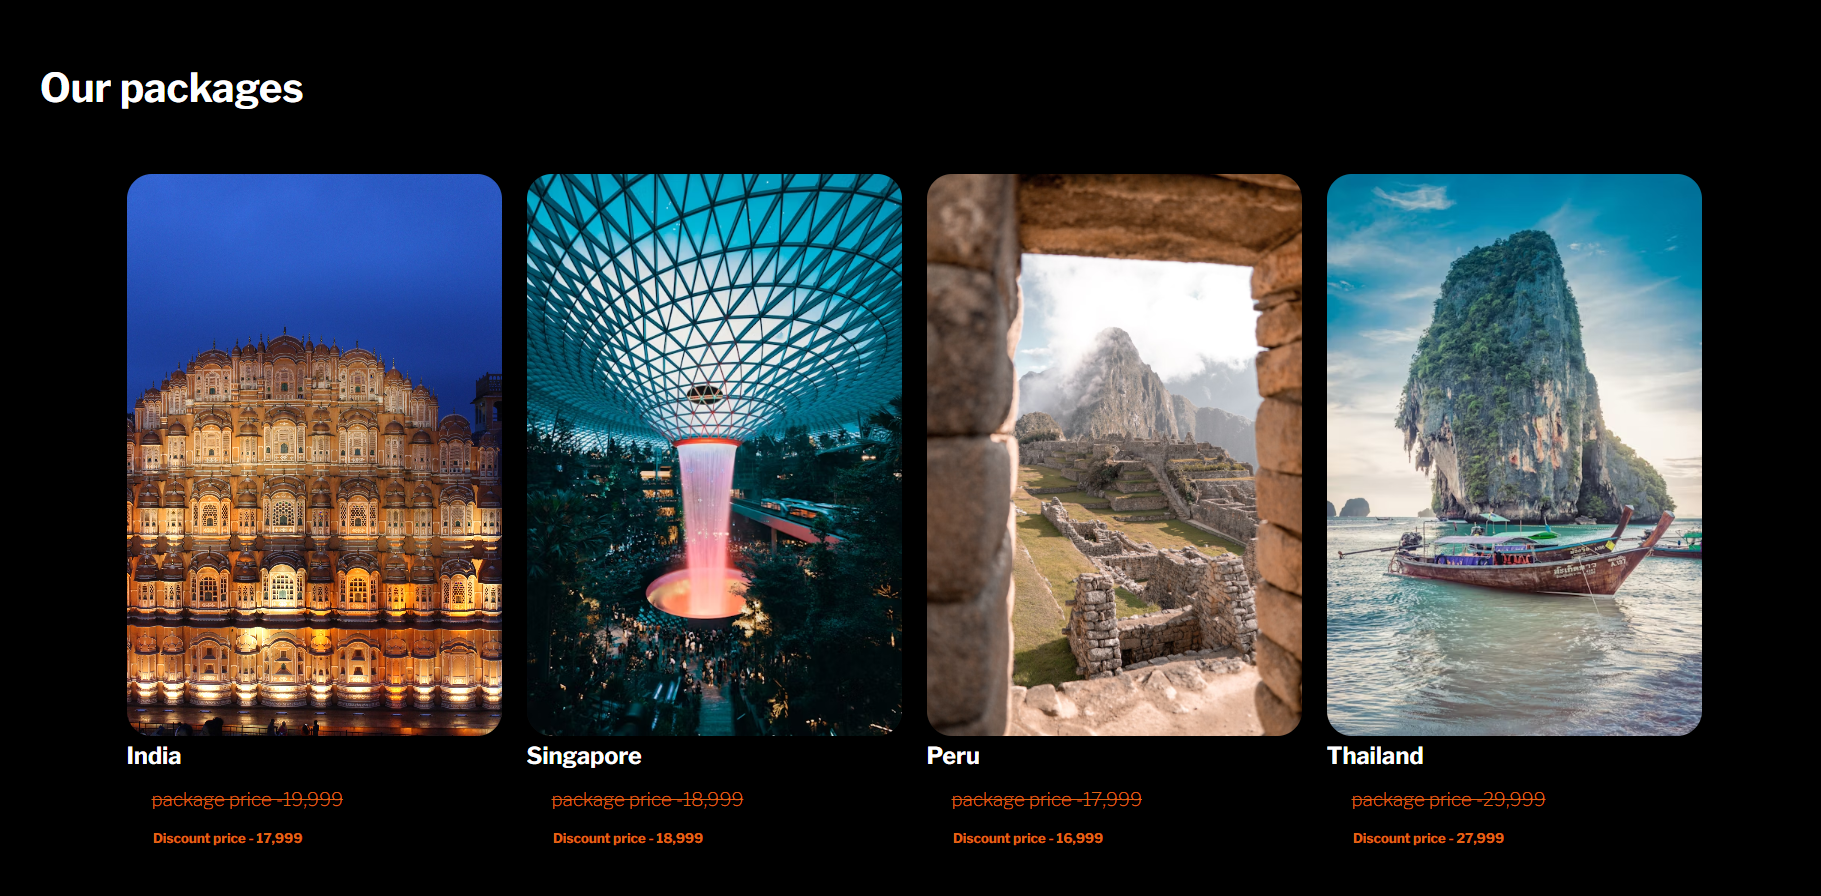 Our packages
India
Singapore
Peru
Thailand
package price -19,999
package price -18,999
package price -17,999
package price -29,999
Discount price - 17,999
Discount price - 18,999
Discount price - 16,999
Discount price - 27,999